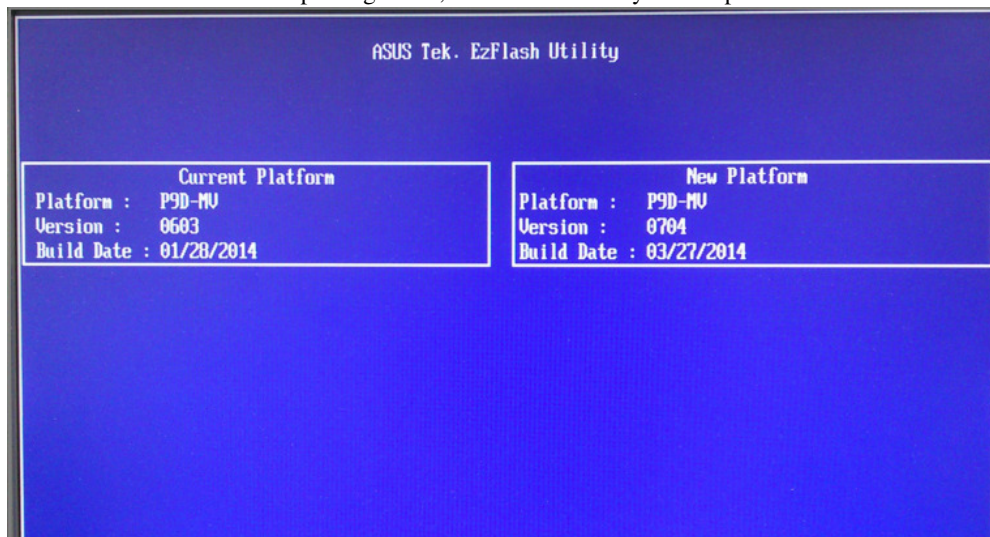 ASUS Tek. EzFlash Utility
Current Platform
Platform : P9D-MV
Version : 0603
Build Date : 01/28/2014
New Platform
Platform : P9D-MV
Version : 0704
Build Date : 03/27/2014